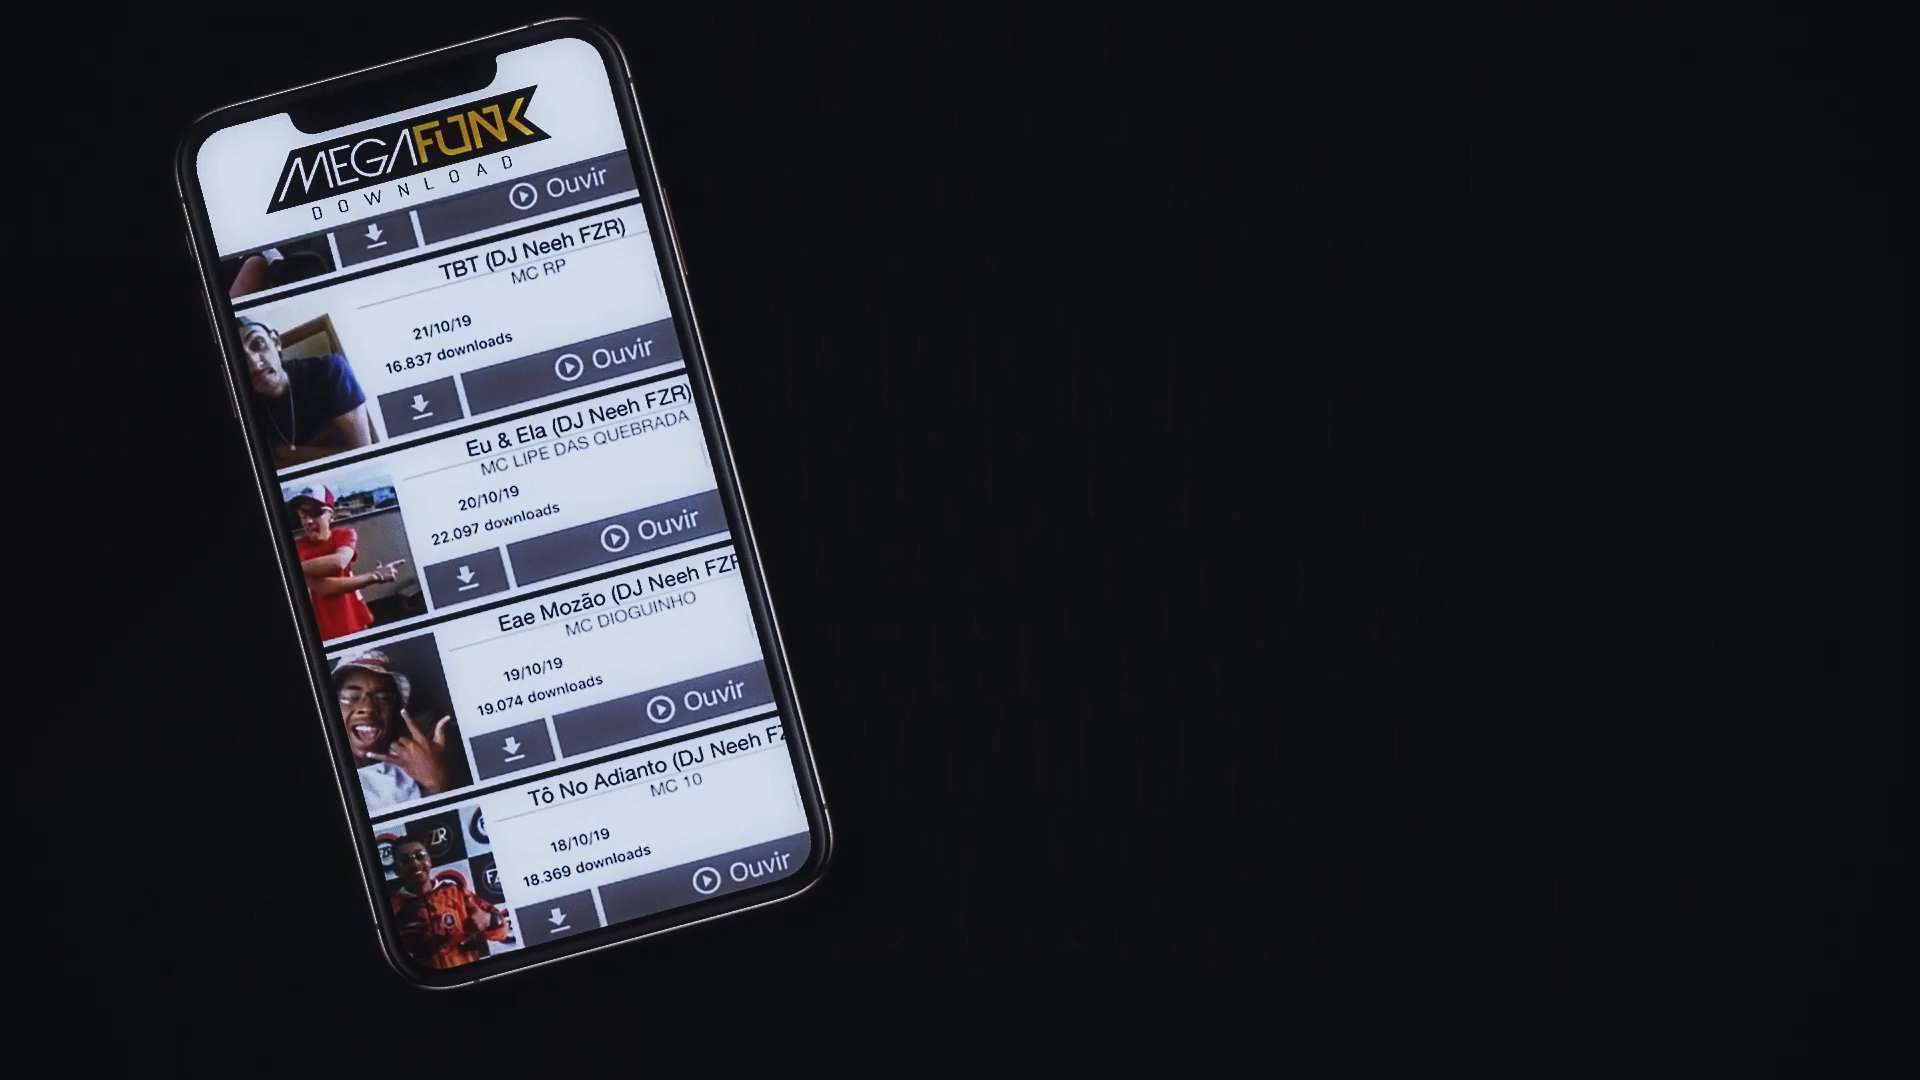 MEGAFUNK
DOWNLOAD
Ouvir
TBT (DJ Neeh FZR)
MC RP
21/10/19
16.837 downloads
Ouvir
Eu & Ela (DJ Neeh FZR)
MC LIPE DAS QUEBRADA
20/10/19
22.097 downloads
Ouvir
Eae Mozão (DJ Neeh FZR
MC DIOGUINHO
19/10/19
19.074 downloads
Ouvir
Tô No Adianto (DJ Neeh FZ
MC 10
18/10/19
18.369 downloads
Ouvir